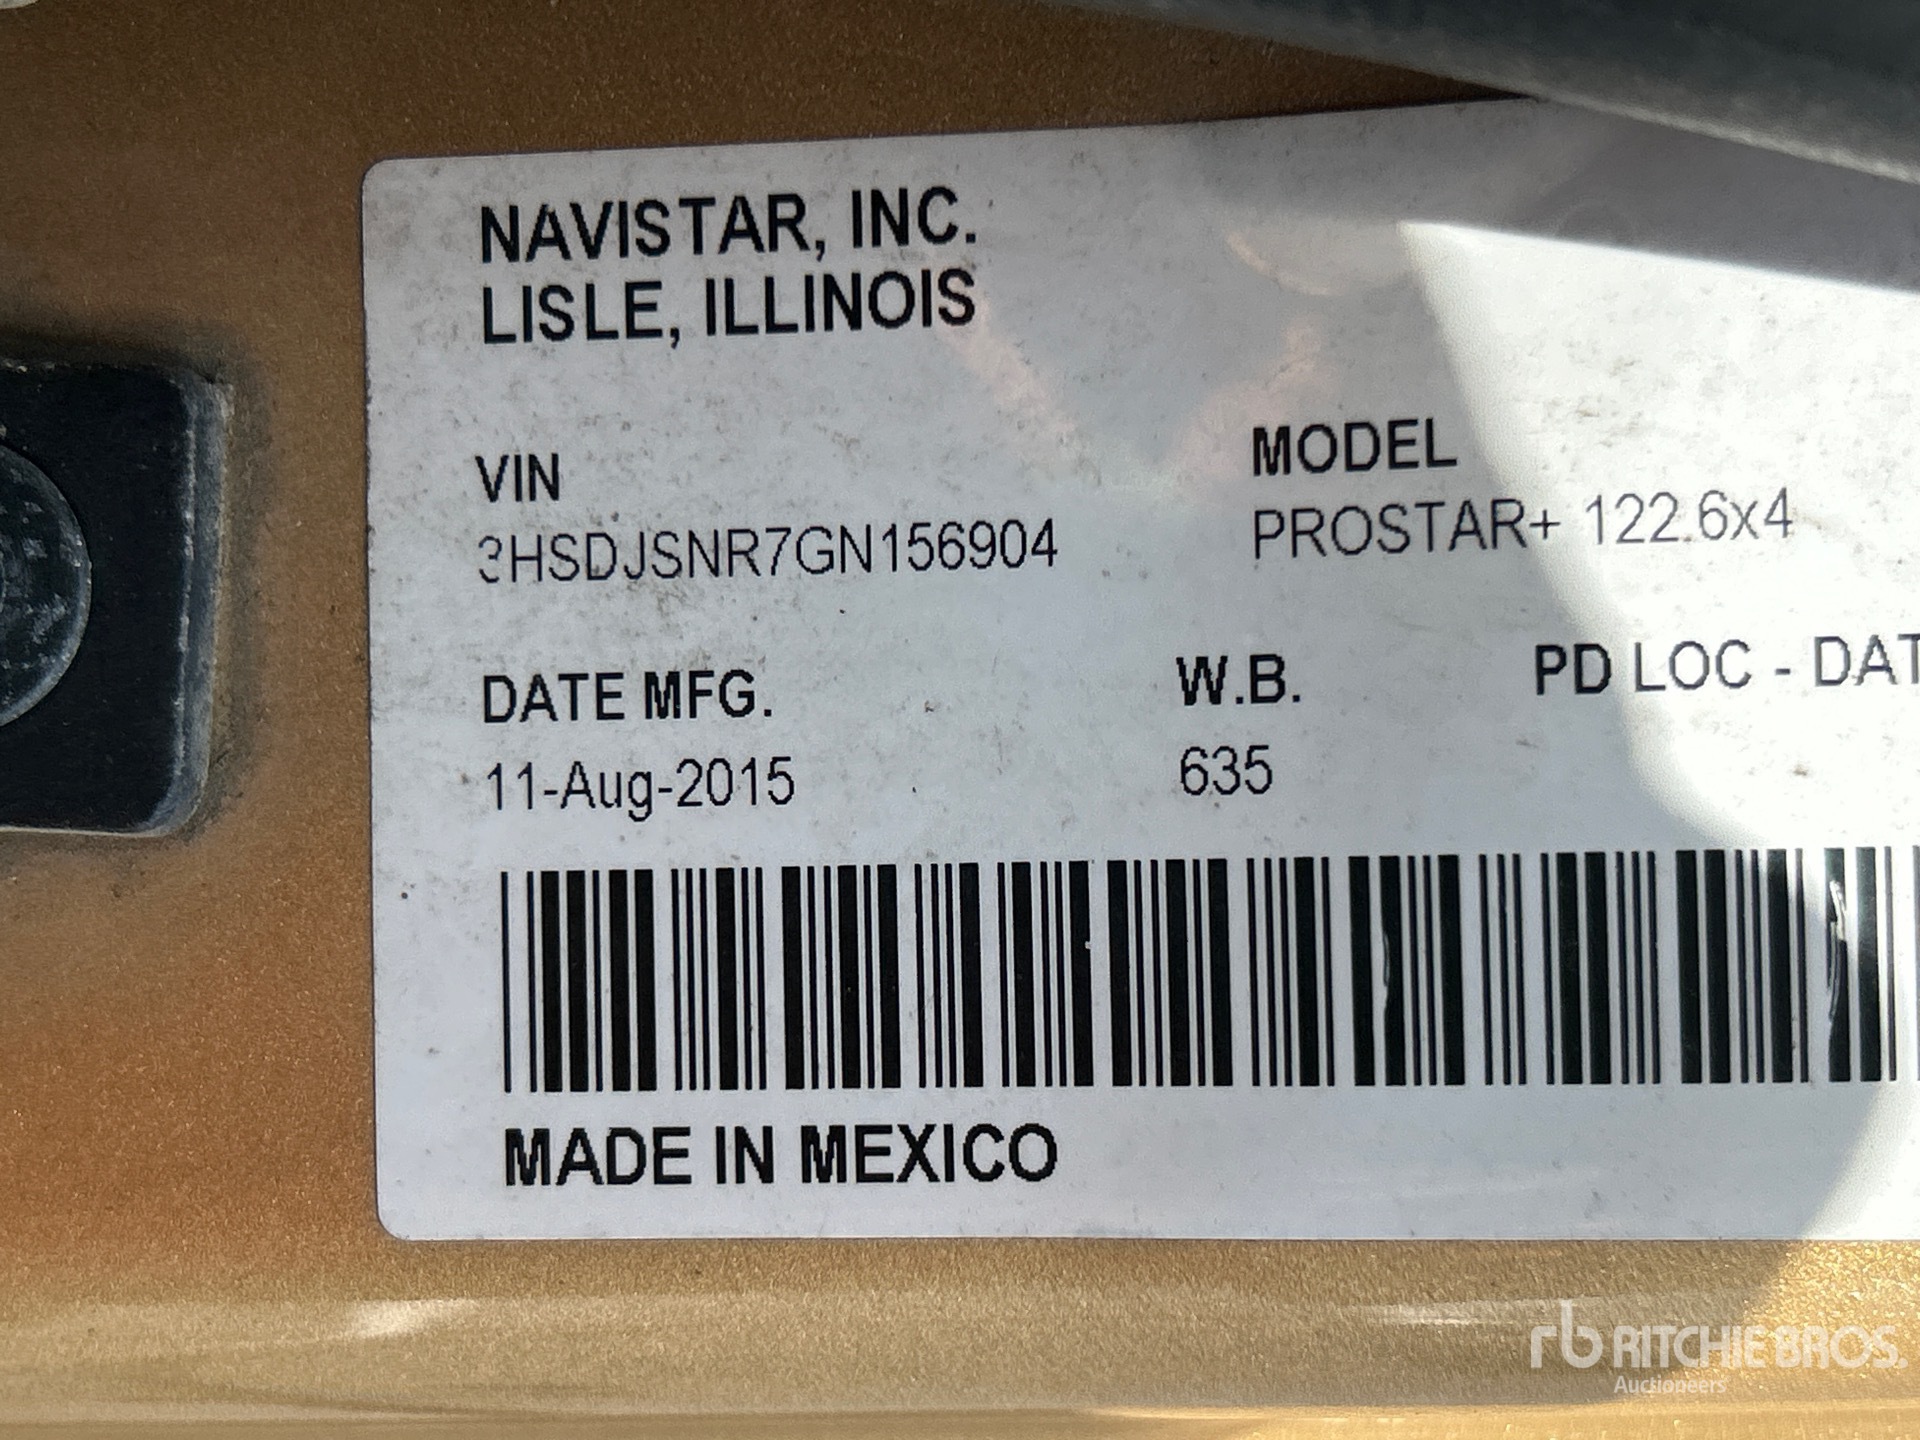 NAVISTAR, INC.
LISLE, ILLINOIS
VIN
3HSDJSNR7GN156904
MODEL
PROSTAR+ 122.6x4
DATE MFG.
11-Aug-2015
W.B.
635
PD LOC - DAT
MADE IN MEXICO
rb RITCHIE BROS.
Auctioneers